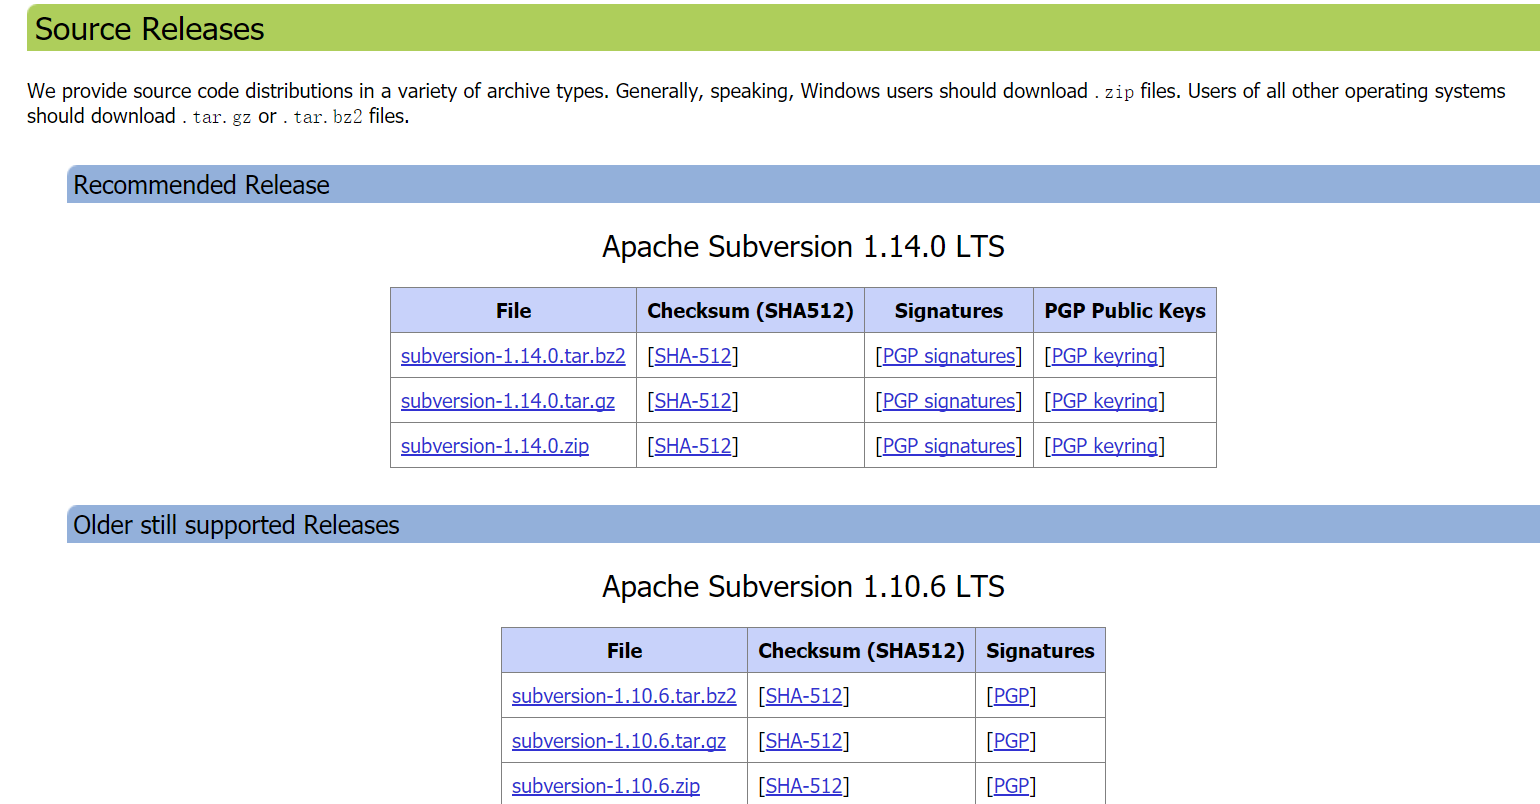 Source Releases
We provide source code distributions in a variety of archive types. Generally, speaking, Windows users should download .zip files. Users of all other operating systems
should download .tar.gz or .tar.bz2 files.
Recommended Release
Apache Subversion 1.14.0 LTS
File Checksum (SHA512) Signatures PGP Public Keys
subversion-1.14.0.tar.bz2 [SHA-512] [PGP signatures] [PGP keyring]
subversion-1.14.0.tar.gz [SHA-512] [PGP signatures] [PGP keyring]
subversion-1.14.0.zip [SHA-512] [PGP signatures] [PGP keyring]
Older still supported Releases
Apache Subversion 1.10.6 LTS
File Checksum (SHA512) Signatures
subversion-1.10.6.tar.bz2 [SHA-512] [PGP]
subversion-1.10.6.tar.gz [SHA-512] [PGP]
subversion-1.10.6.zip [SHA-512] [PGP]